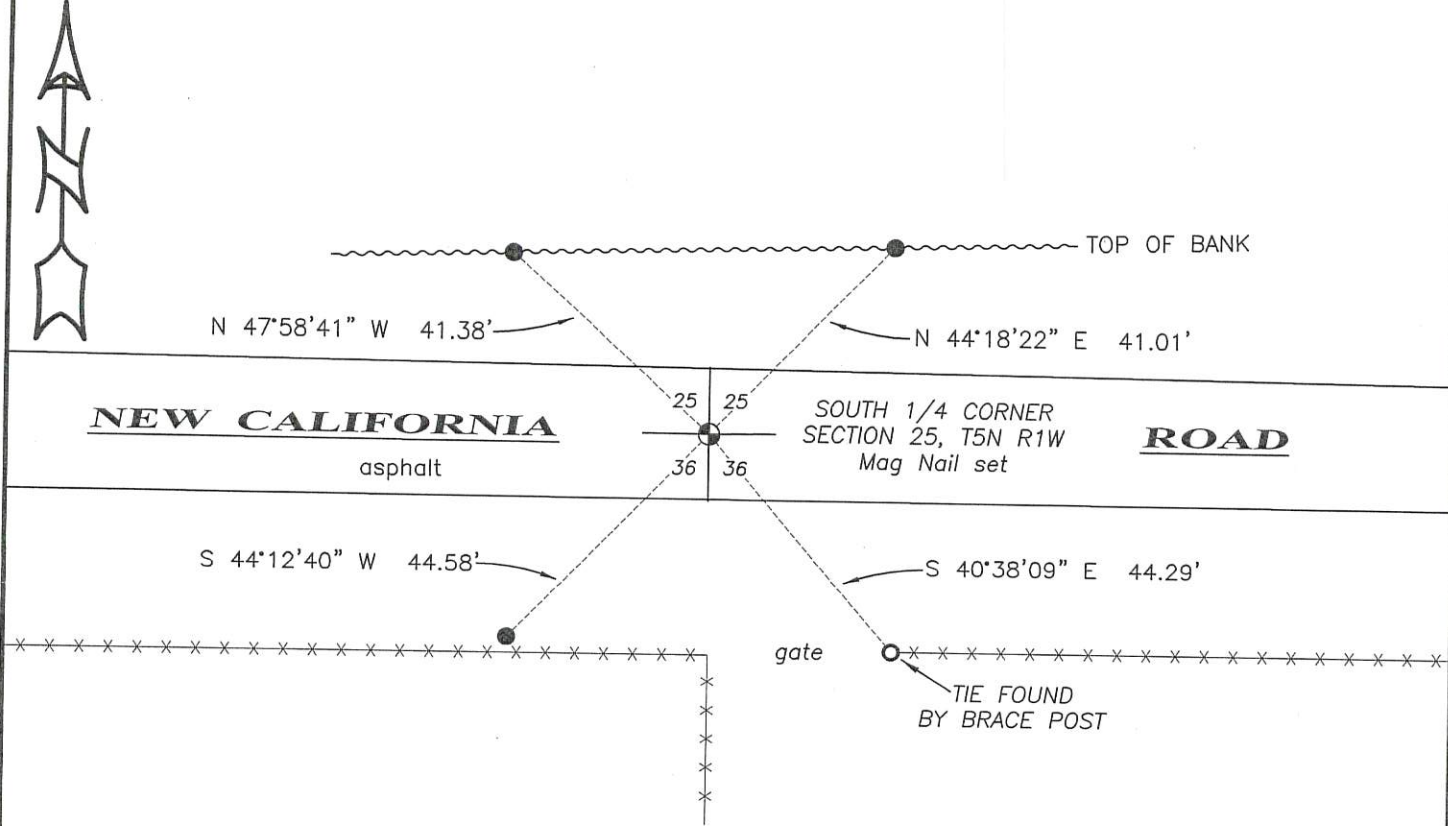 N
TOP OF BANK
N 47°58'41" W 41.38'
N 44°18'22" E 41.01'
25 25
NEW CALIFORNIA
asphalt
SOUTH 1/4 CORNER
SECTION 25, T5N R1W
Mag Nail set
ROAD
36 36
S 44°12'40" W 44.58'
S 40°38'09" E 44.29'
gate
TIE FOUND
BY BRACE POST